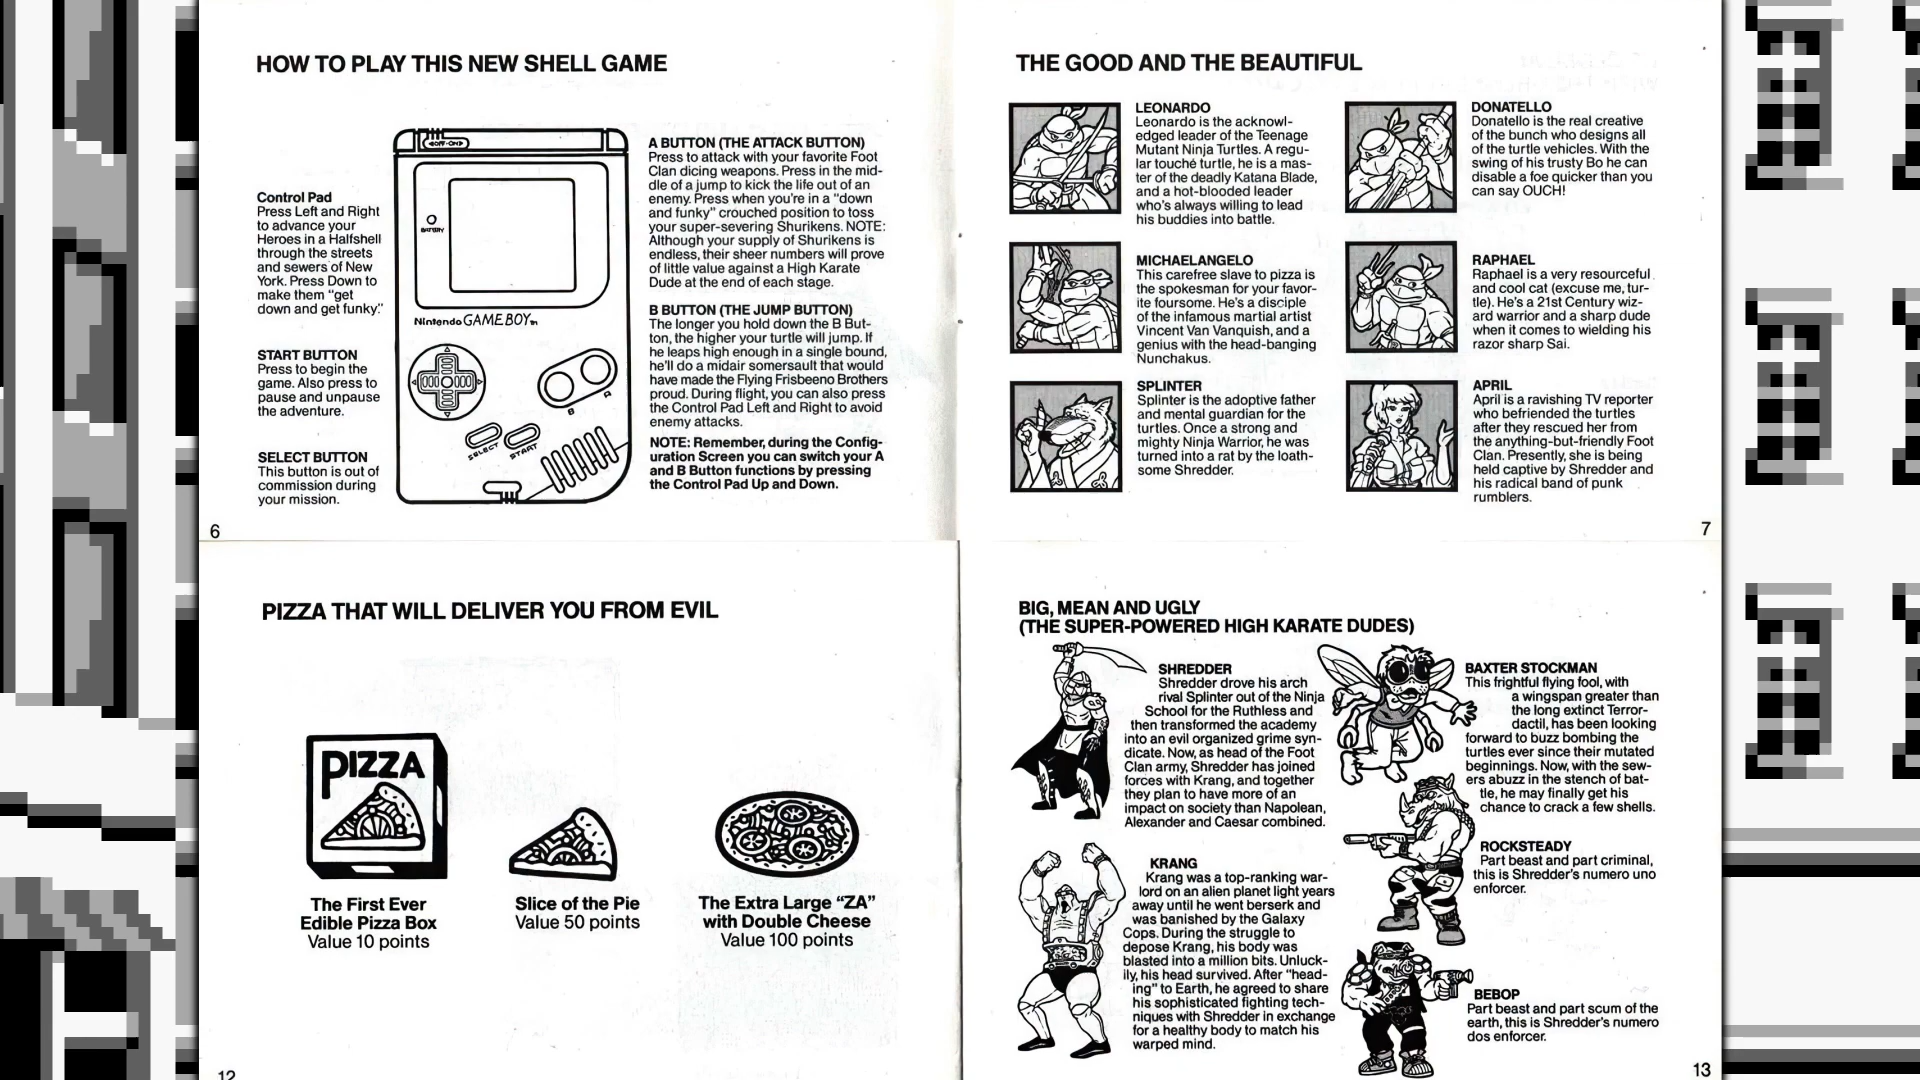 HOW TO PLAY THIS NEW SHELL GAME
Control Pad
Press Left and Right
to advance your
Heroes in a Halfshell
through the streets
and sewers of New
York. Press Down to
make them "get
down and get funky."
START BUTTON
Press to begin the
game. Also press to
pause and unpause
the adventure.
SELECT BUTTON
This button is out of
commission during
your mission.
OFF•ON
BATTERY
Nintendo GAME BOY TM
B
A
SELECT
START
A BUTTON (THE ATTACK BUTTON)
Press to attack with your favorite Foot
Clan dicing weapons. Press in the mid-
dle of a jump to kick the life out of an
enemy. Press when you're in a "down
and funky" crouched position to toss
your super-severing Shurikens. NOTE:
Although your supply of Shurikens is
endless, their sheer numbers will prove
of little value against a High Karate
Dude at the end of each stage.
B BUTTON (THE JUMP BUTTON)
The longer you hold down the B But-
ton, the higher your turtle will jump. If
he leaps high enough in a single bound,
he'll do a midair somersault that would
have made the Flying Frisbeeno Brothers
proud. During flight, you can also press
the Control Pad Left and Right to avoid
enemy attacks.
NOTE: Remember, during the Config-
uration Screen you can switch your A
and B Button functions by pressing
the Control Pad Up and Down.
6
THE GOOD AND THE BEAUTIFUL
LEONARDO
Leonardo is the acknowl-
edged leader of the Teenage
Mutant Ninja Turtles. A regu-
lar touché turtle, he is a mas-
ter of the deadly Katana Blade,
and a hot-blooded leader
who's always willing to lead
his buddies into battle.
DONATELLO
Donatello is the real creative
of the bunch who designs all
of the turtle vehicles. With the
swing of his trusty Bo he can
disable a foe quicker than you
can say OUCH!
MICHAELANGELO
This carefree slave to pizza is
the spokesman for your favor-
ite foursome. He's a disciple
of the infamous martial artist
Vincent Van Vanquish, and a
genius with the head-banging
Nunchakus.
RAPHAEL
Raphael is a very resourceful
and cool cat (excuse me, tur-
tle). He's a 21st Century wiz-
ard warrior and a sharp dude
when it comes to wielding his
razor sharp Sai.
SPLINTER
Splinter is the adoptive father
and mental guardian for the
turtles. Once a strong and
mighty Ninja Warrior, he was
turned into a rat by the loath-
some Shredder.
APRIL
April is a ravishing TV reporter
who befriended the turtles
after they rescued her from
the anything-but-friendly Foot
Clan. Presently, she is being
held captive by Shredder and
his radical band of punk
rumblers.
7
PIZZA THAT WILL DELIVER YOU FROM EVIL
PIZZA
The First Ever
Edible Pizza Box
Value 10 points
Slice of the Pie
Value 50 points
The Extra Large "ZA"
with Double Cheese
Value 100 points
12
BIG, MEAN AND UGLY
(THE SUPER-POWERED HIGH KARATE DUDES)
SHREDDER
Shredder drove his arch
rival Splinter out of the Ninja
School for the Ruthless and
then transformed the academy
into an evil organized grime syn-
dicate. Now, as head of the Foot
Clan army, Shredder has joined
forces with Krang, and together
they plan to have more of an
impact on society than Napolean,
Alexander and Caesar combined.
BAXTER STOCKMAN
This frightful flying fool, with
a wingspan greater than
the long extinct Terror-
dactil, has been looking
forward to buzz bombing the
turtles ever since their mutated
beginnings. Now, with the sew-
ers abuzz in the stench of bat-
tle, he may finally get his
chance to crack a few shells.
KRANG
Krang was a top-ranking war-
lord on an alien planet light years
away until he went berserk and
was banished by the Galaxy
Cops. During the struggle to
depose Krang, his body was
blasted into a million bits. Unluck-
ily, his head survived. After "head-
ing" to Earth, he agreed to share
his sophisticated fighting tech-
niques with Shredder in exchange
for a healthy body to match his
warped mind.
ROCKSTEADY
Part beast and part criminal,
this is Shredder's numero uno
enforcer.
BEBOP
Part beast and part scum of the
earth, this is Shredder's numero
dos enforcer.
13